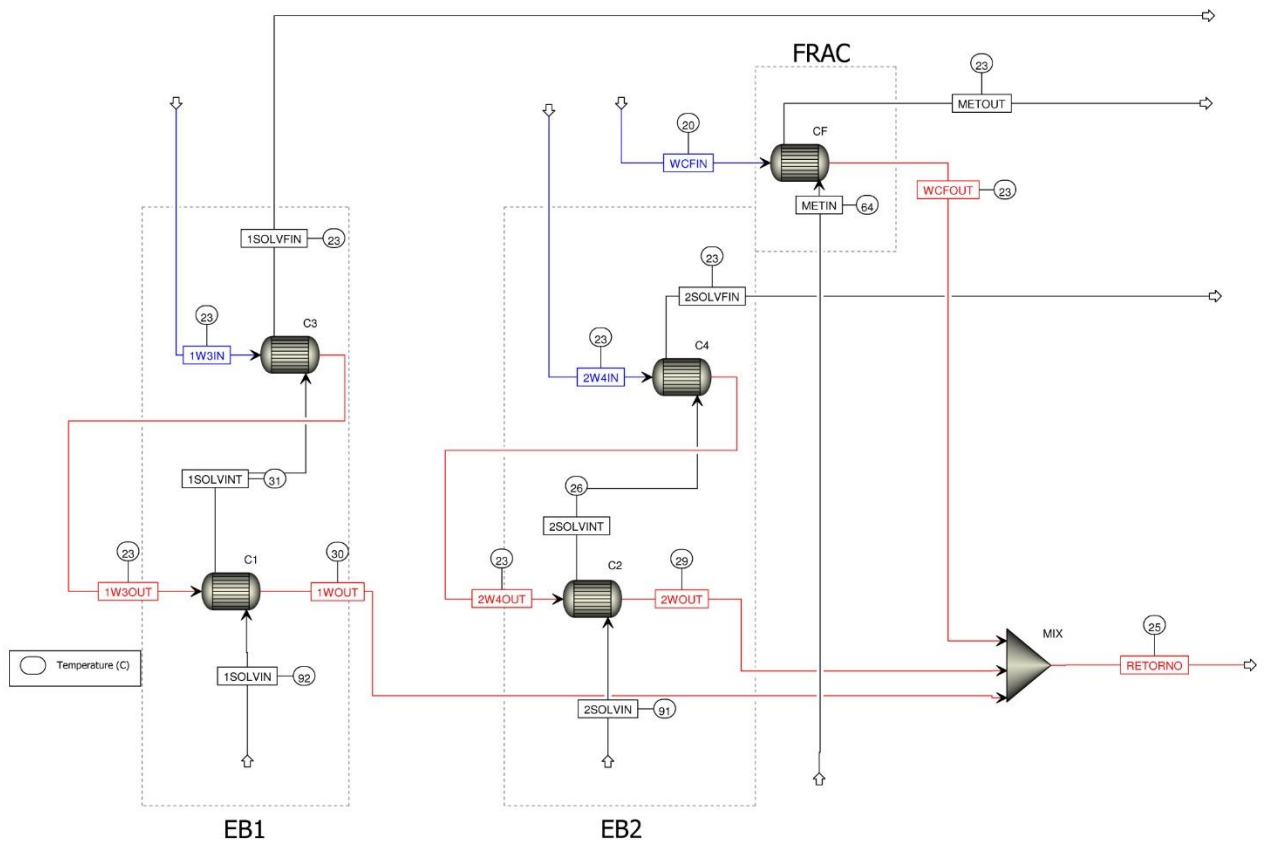 FRAC
23
METOUT
20
CF
WCFIN
WCFOUT
23
METIN
64
1SOLVFIN
23
23
2SOLVFIN
23
C3
1W3IN
23
C4
2W4IN
1SOLVINT
31
26
2SOLVINT
23
30
C1
1W3OUT
1WOUT
23
29
C2
2W4OUT
2WOUT
MIX
25
RETORNO
Temperature (C)
1SOLVIN
92
2SOLVIN
91
EB1
EB2